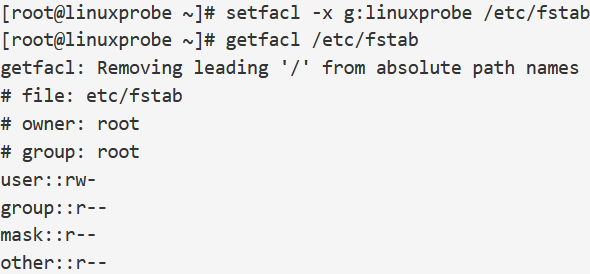 [root@linuxprobe ~]# setfacl -x g:linuxprobe /etc/fstab
[root@linuxprobe ~]# getfacl /etc/fstab
getfacl: Removing leading '/' from absolute path names
# file: etc/fstab
# owner: root
# group: root
user::rw-
group::r--
mask::r--
other::r--